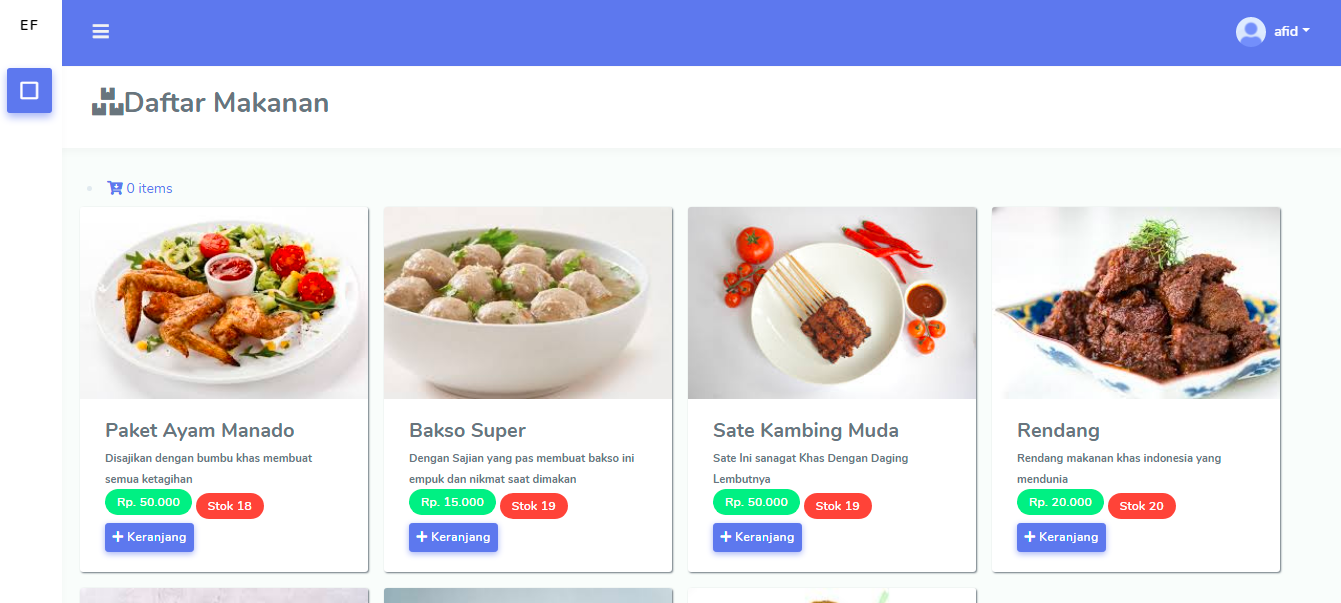 EF
afid
Daftar Makanan
0 items
Paket Ayam Manado
Disajikan dengan bumbu khas membuat
semua ketagihan
Rp. 50.000
Stok 18
+ Keranjang
Bakso Super
Dengan Sajian yang pas membuat bakso ini
empuk dan nikmat saat dimakan
Rp. 15.000
Stok 19
+ Keranjang
Sate Kambing Muda
Sate Ini sanagat Khas Dengan Daging
Lembutnya
Rp. 50.000
Stok 19
+ Keranjang
Rendang
Rendang makanan khas indonesia yang
mendunia
Rp. 20.000
Stok 20
+ Keranjang